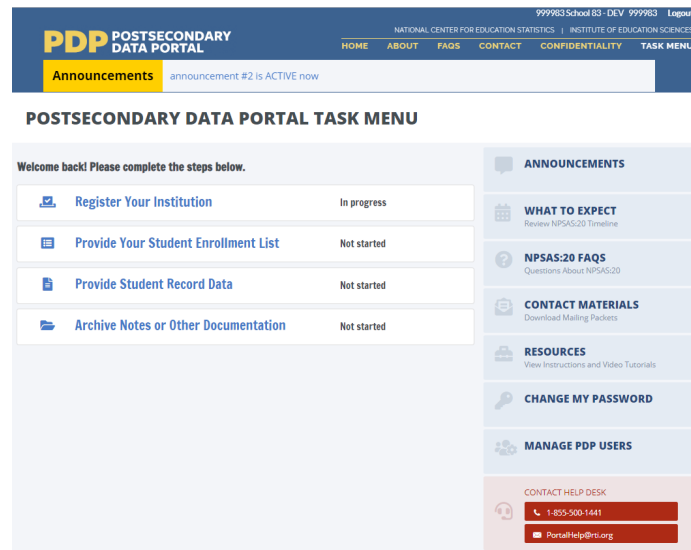 999983 School 83 - DEV 999983 Logout
NATIONAL CENTER FOR EDUCATION STATISTICS | INSTITUTE OF EDUCATION SCIENCES
PDP POSTSECONDARY
DATA PORTAL
HOME ABOUT FAQS CONTACT CONFIDENTIALITY TASK MENU
Announcements announcement #2 is ACTIVE now
POSTSECONDARY DATA PORTAL TASK MENU
Welcome back! Please complete the steps below.
Register Your Institution In progress
Provide Your Student Enrollment List Not started
Provide Student Record Data Not started
Archive Notes or Other Documentation Not started
ANNOUNCEMENTS
WHAT TO EXPECT
Review NPSAS:20 Timeline
NPSAS:20 FAQS
Questions About NPSAS:20
CONTACT MATERIALS
Download Mailing Packets
RESOURCES
View Instructions and Video Tutorials
CHANGE MY PASSWORD
MANAGE PDP USERS
CONTACT HELP DESK
1-855-500-1441
PortalHelp@rti.org